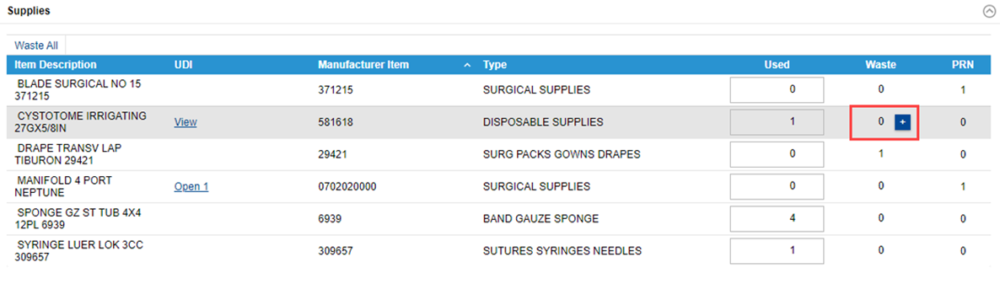 Supplies
Waste All
Item Description UDI Manufacturer Item Type Used Waste PRN
BLADE SURGICAL NO 15
371215 371215 SURGICAL SUPPLIES 0 0 1
CYSTOTOME IRRIGATING
27GX5/8IN View 581618 DISPOSABLE SUPPLIES 1 0 + 0
DRAPE TRANSV LAP
TIBURON 29421 29421 SURG PACKS GOWNS DRAPES 0 1 0
MANIFOLD 4 PORT
NEPTUNE Open 1 0702020000 SURGICAL SUPPLIES 0 0 1
SPONGE GZ ST TUB 4X4
12PL 6939 6939 BAND GAUZE SPONGE 4 0 0
SYRINGE LUER LOK 3CC
309657 309657 SUTURES SYRINGES NEEDLES 1 0 0